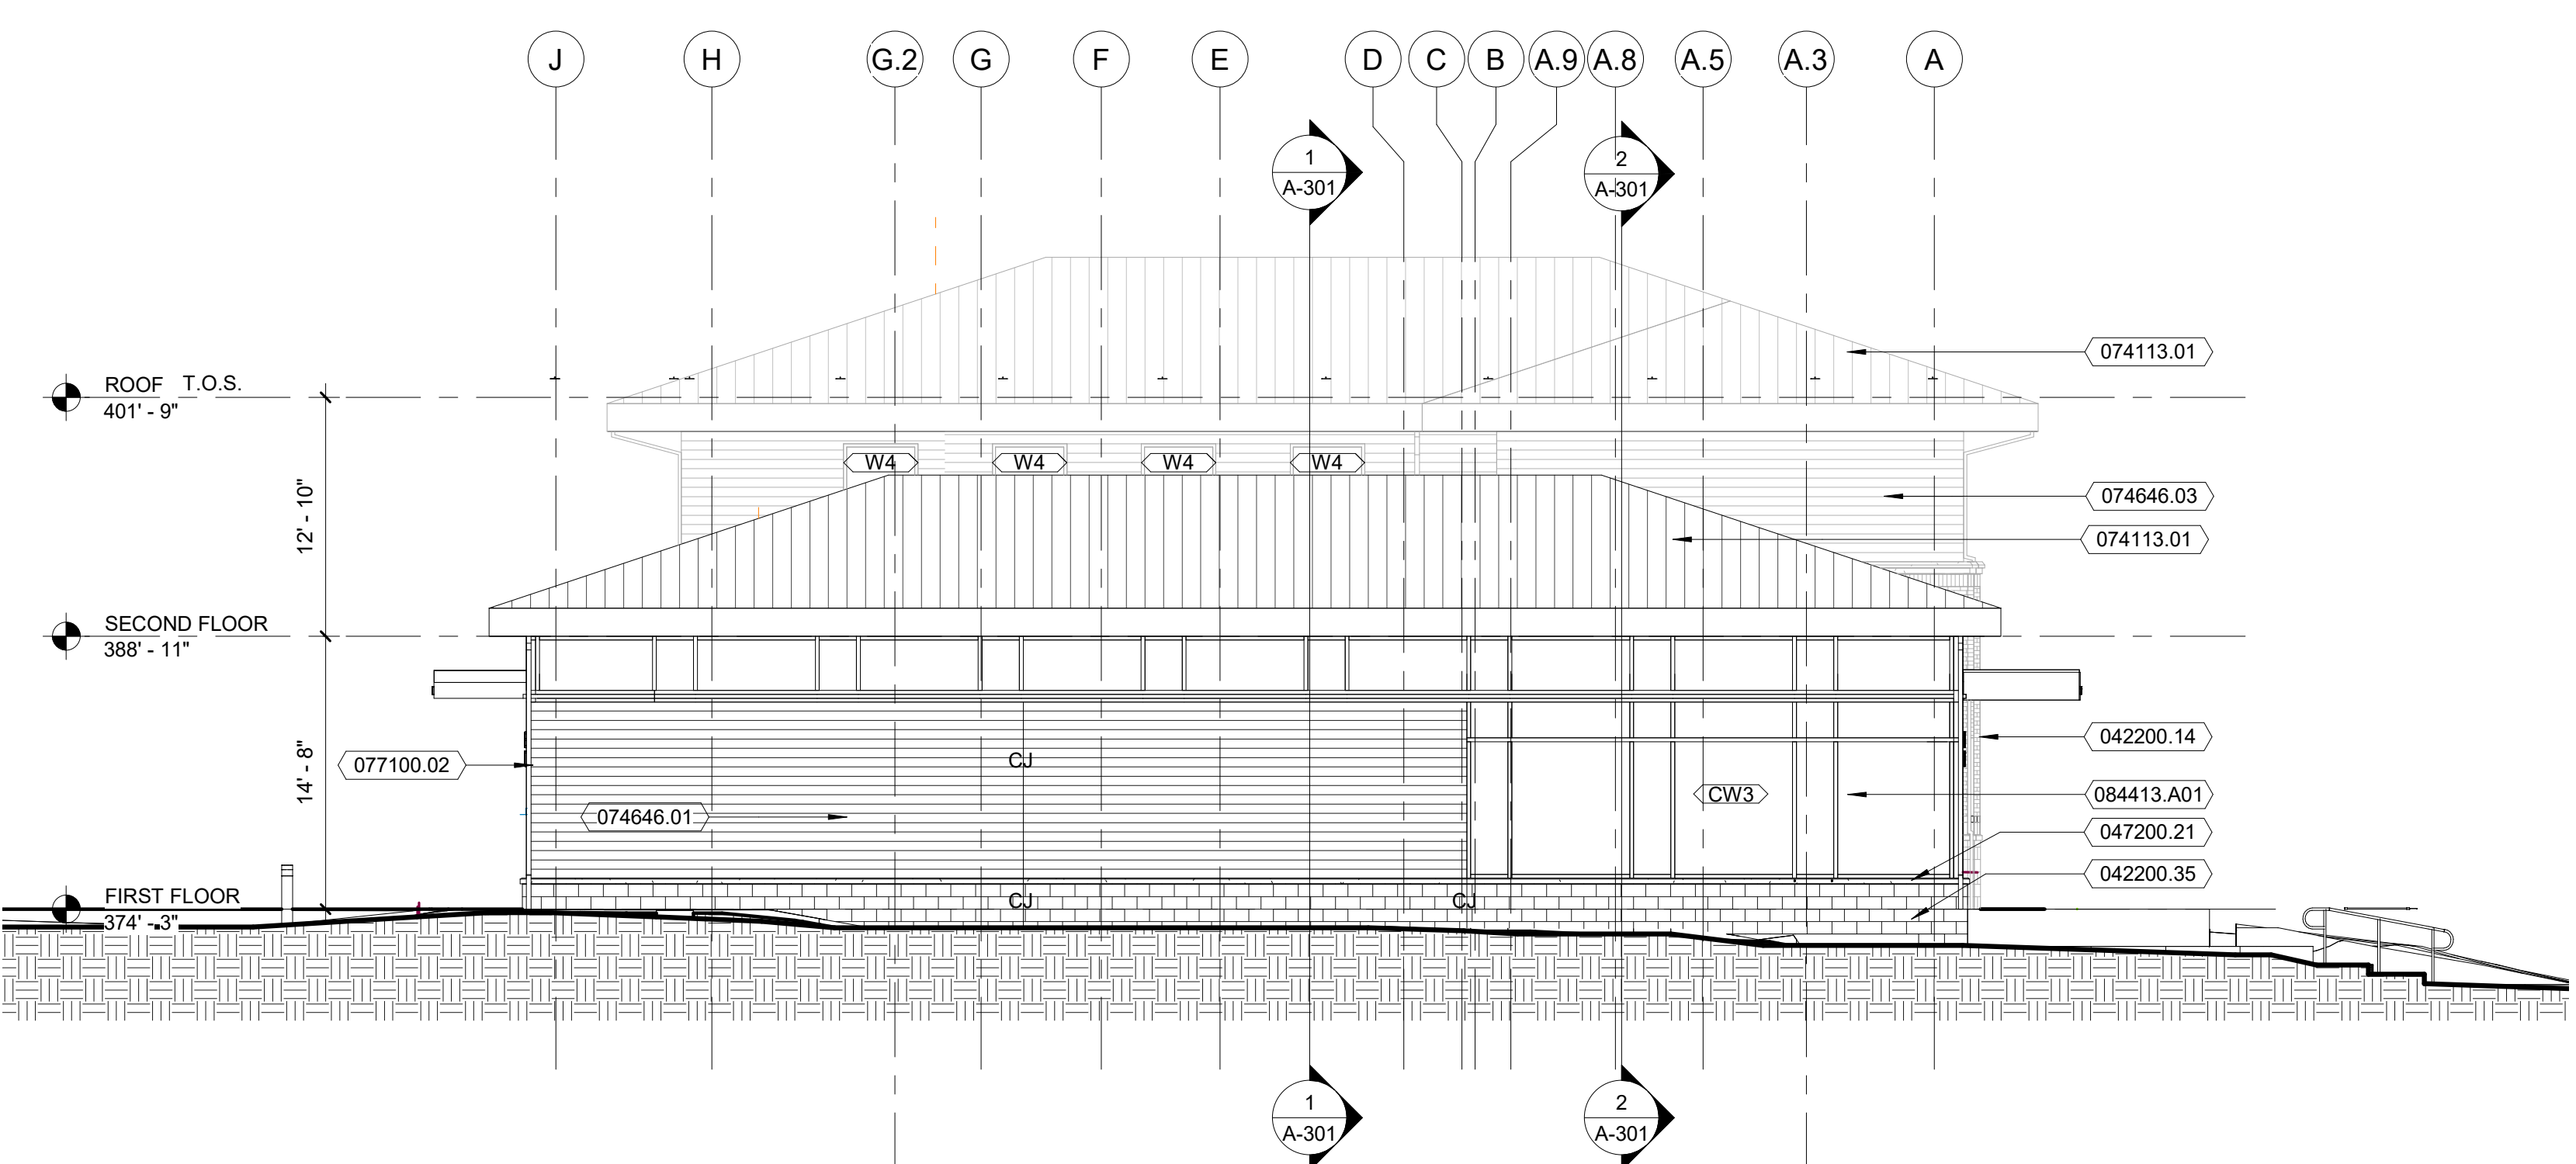 J H G.2 G F E D C B A.9 A.8 A.5 A.3 A
1
A-301
2
A-301
074113.01
ROOF T.O.S.
401' - 9"
W4 W4 W4 W4
12' - 10"
074646.03
074113.01
SECOND FLOOR
388' - 11"
042200.14
14' - 8"
077100.02
CJ
CW3
084413.A01
074646.01
047200.21
042200.35
FIRST FLOOR
374' - 3"
CJ CJ
1
A-301
2
A-301